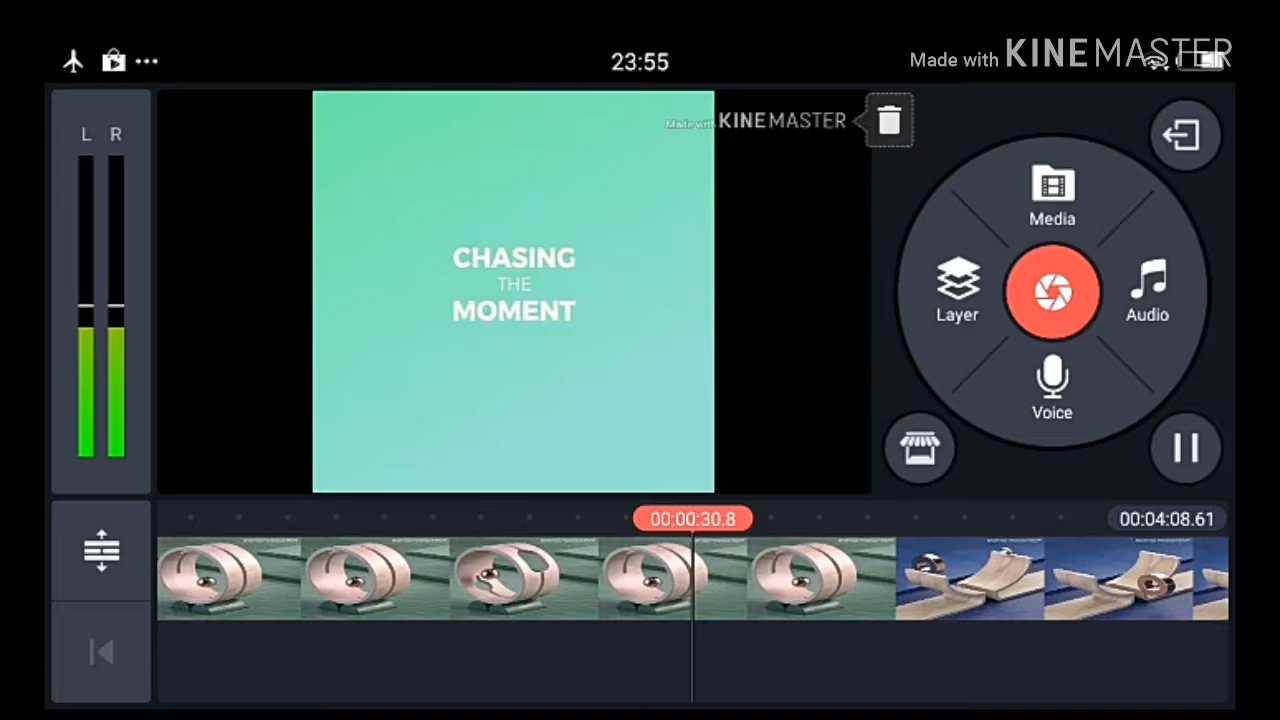 23:55
Made with KINEMASTER
L R
Made with KINEMASTER
CHASING
THE
MOMENT
Media
Layer
Audio
Voice
00:00:30.8
00:04:08.61